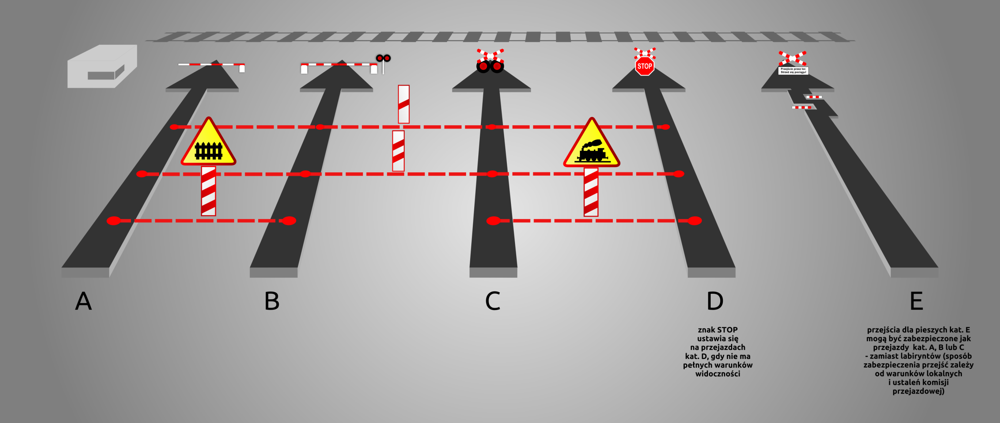 STOP
Przejście przez tor.
Strzeż się pociągu!
A
B
C
D
E
znak STOP
ustawia się
na przejazdach
kat. D, gdy nie ma
pełnych warunków
widoczności
przejścia dla pieszych kat. E
mogą być zabezpieczone jak
przejazdy kat. A, B lub C
- zamiast labiryntów (sposób
zabezpieczenia przejść zależy
od warunków lokalnych
i ustaleń komisji
przejazdowej)